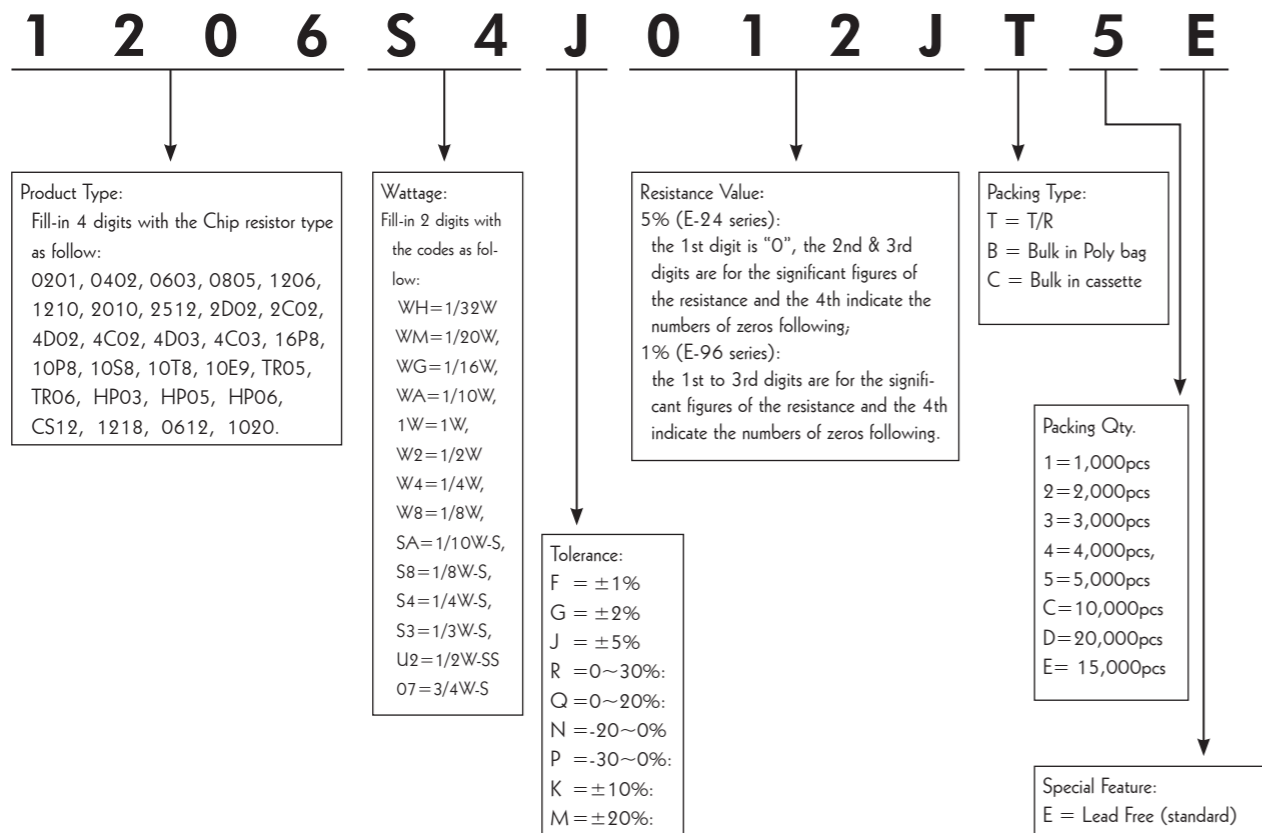 1 2 0 6 S 4 J 0 1 2 J T 5 E
Product Type:
Fill-in 4 digits with the Chip resistor type
as follow:
0201, 0402, 0603, 0805, 1206,
1210, 2010, 2512, 2D02, 2C02,
4D02, 4C02, 4D03, 4C03, 16P8,
10P8, 10S8, 10T8, 10E9, TR05,
TR06, HP03, HP05, HP06,
CS12, 1218, 0612, 1020.
Wattage:
Fill-in 2 digits with
the codes as fol-
low:
WH=1/32W
WM=1/20W,
WG=1/16W,
WA=1/10W,
1W=1W,
W2=1/2W
W4=1/4W,
W8=1/8W,
SA=1/10W-S,
S8=1/8W-S,
S4=1/4W-S,
S3=1/3W-S,
U2=1/2W-SS
07=3/4W-S
Tolerance:
F = ±1%
G = ±2%
J = ±5%
R =0~30%:
Q =0~20%:
N =-20~0%
P =-30~0%:
K =±10%:
M =±20%:
Resistance Value:
5% (E-24 series):
the 1st digit is “0”, the 2nd & 3rd
digits are for the significant figures of
the resistance and the 4th indicate the
numbers of zeros following;
1% (E-96 series):
the 1st to 3rd digits are for the signifi-
cant figures of the resistance and the 4th
indicate the numbers of zeros following.
Packing Type:
T = T/R
B = Bulk in Poly bag
C = Bulk in cassette
Packing Qty.
1=1,000pcs
2=2,000pcs
3=3,000pcs
4=4,000pcs,
5=5,000pcs
C=10,000pcs
D=20,000pcs
E= 15,000pcs
Special Feature:
E = Lead Free (standard)